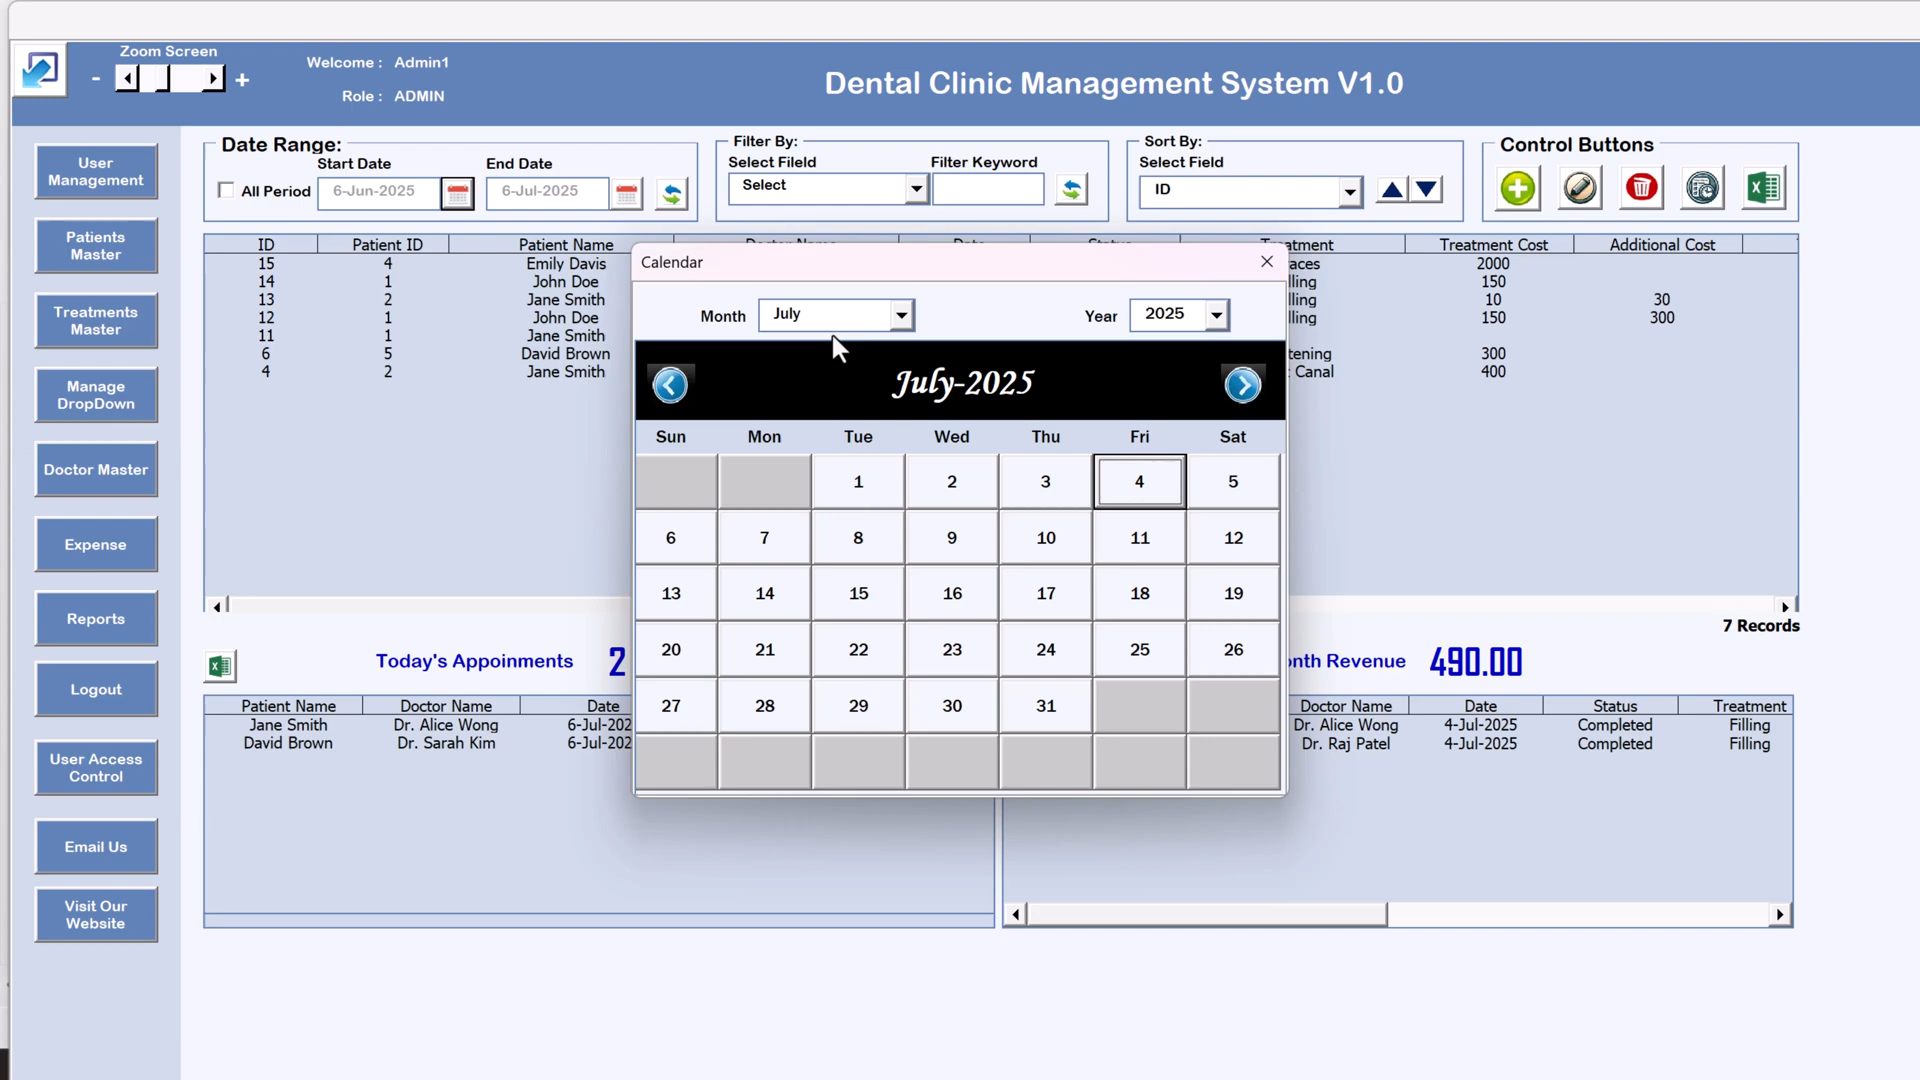 Zoom Screen
- +
Welcome : Admin1
Role : ADMIN
Dental Clinic Management System V1.0
User Management
Patients Master
Treatments Master
Manage DropDown
Doctor Master
Expense
Reports
Logout
User Access Control
Email Us
Visit Our Website
Date Range:
Start Date End Date
All Period 6-Jun-2025 6-Jul-2025
Filter By:
Select Fileld Filter Keyword
Select
Sort By:
Select Field
ID
Control Buttons
ID Patient ID Patient Name Treatment Cost Additional Cost
15 4 Emily Davis 2000
14 1 John Doe 150
13 2 Jane Smith 10 30
12 1 John Doe 150 300
11 1 Jane Smith
6 5 David Brown 300
4 2 Jane Smith Canal 400
Calendar
Month July Year 2025
July-2025
Sun Mon Tue Wed Thu Fri Sat
1 2 3 4 5
6 7 8 9 10 11 12
13 14 15 16 17 18 19
20 21 22 23 24 25 26
27 28 29 30 31
7 Records
Today's Appoinments 2
Revenue 490.00
Patient Name Doctor Name Date
Jane Smith Dr. Alice Wong 6-Jul-202
David Brown Dr. Sarah Kim 6-Jul-202
Doctor Name Date Status Treatment
Dr. Alice Wong 4-Jul-2025 Completed Filling
Dr. Raj Patel 4-Jul-2025 Completed Filling